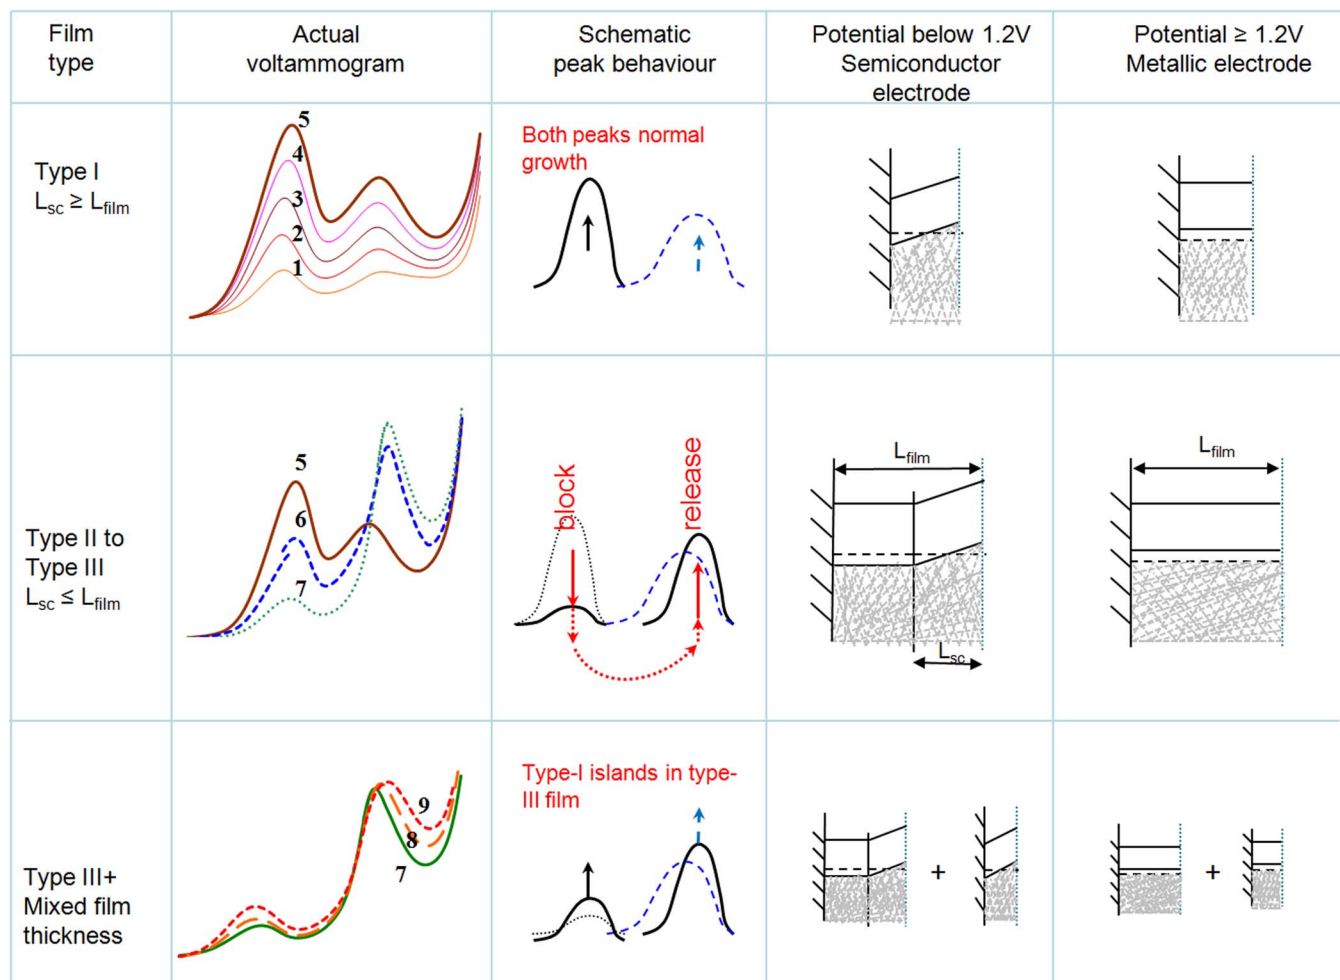 Film
type
Actual
voltammogram
Schematic
peak behaviour
Potential below 1.2V
Semiconductor
electrode
Potential ≥ 1.2V
Metallic electrode
Type I
Lsc ≥ Lfilm
5
4
3
2
1
Both peaks normal
growth
Type II to
Type III
Lsc ≤ Lfilm
5
6
7
block
release
Lfilm
Lsc
Lfilm
Type III+
Mixed film
thickness
9
8
7
Type-I islands in type-
III film
+
+